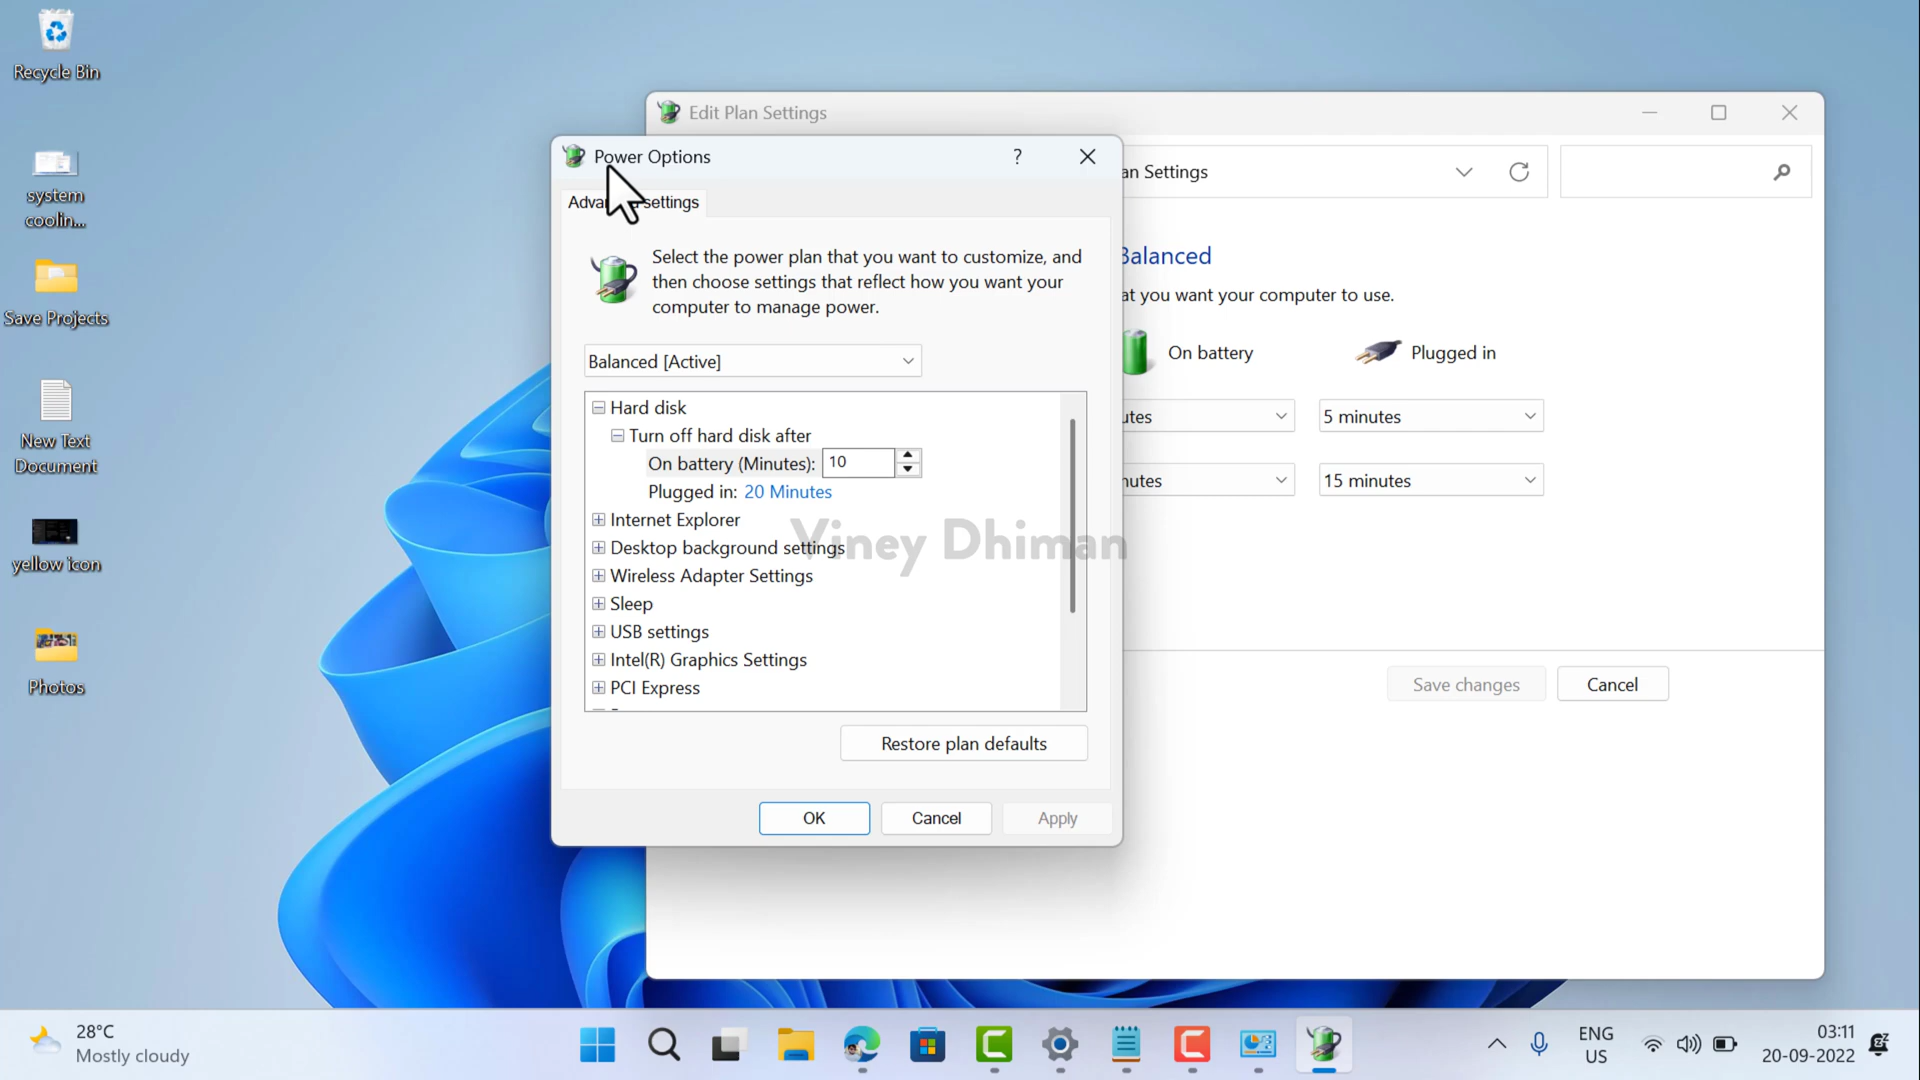 Recycle Bin
system
coolin...
Save Projects
New Text
Document
yellow icon
Photos
Edit Plan Settings
an Settings
Balanced
at you want your computer to use.
On battery
Plugged in
utes
5 minutes
nutes
15 minutes
Save changes
Cancel
Power Options
?
settings
Select the power plan that you want to customize, and
then choose settings that reflect how you want your
computer to manage power.
Balanced [Active]
Hard disk
Turn off hard disk after
On battery (Minutes): 10
Plugged in: 20 Minutes
Internet Explorer
Desktop background settings
Wireless Adapter Settings
Sleep
USB settings
Intel(R) Graphics Settings
PCI Express
Viney Dhiman
Restore plan defaults
OK
Cancel
Apply
28°C
Mostly cloudy
ENG
US
03:11
20-09-2022